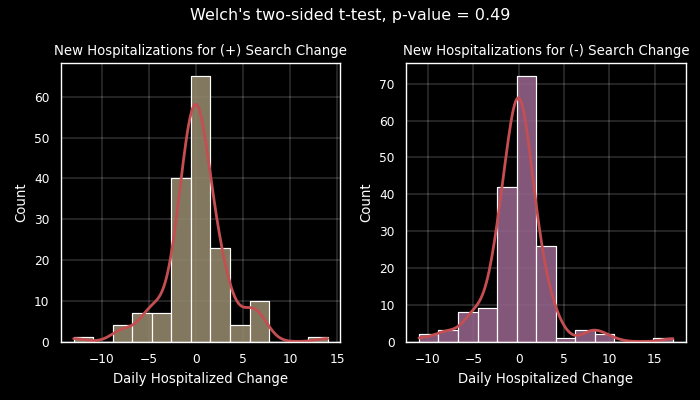 Welch's two-sided t-test, p-value = 0.49
New Hospitalizations for (+) Search Change
60
50
40
30
20
10
0
Count
−10 −5 0 5 10 15
Daily Hospitalized Change
New Hospitalizations for (-) Search Change
70
60
50
40
30
20
10
0
Count
−10 −5 0 5 10 15
Daily Hospitalized Change